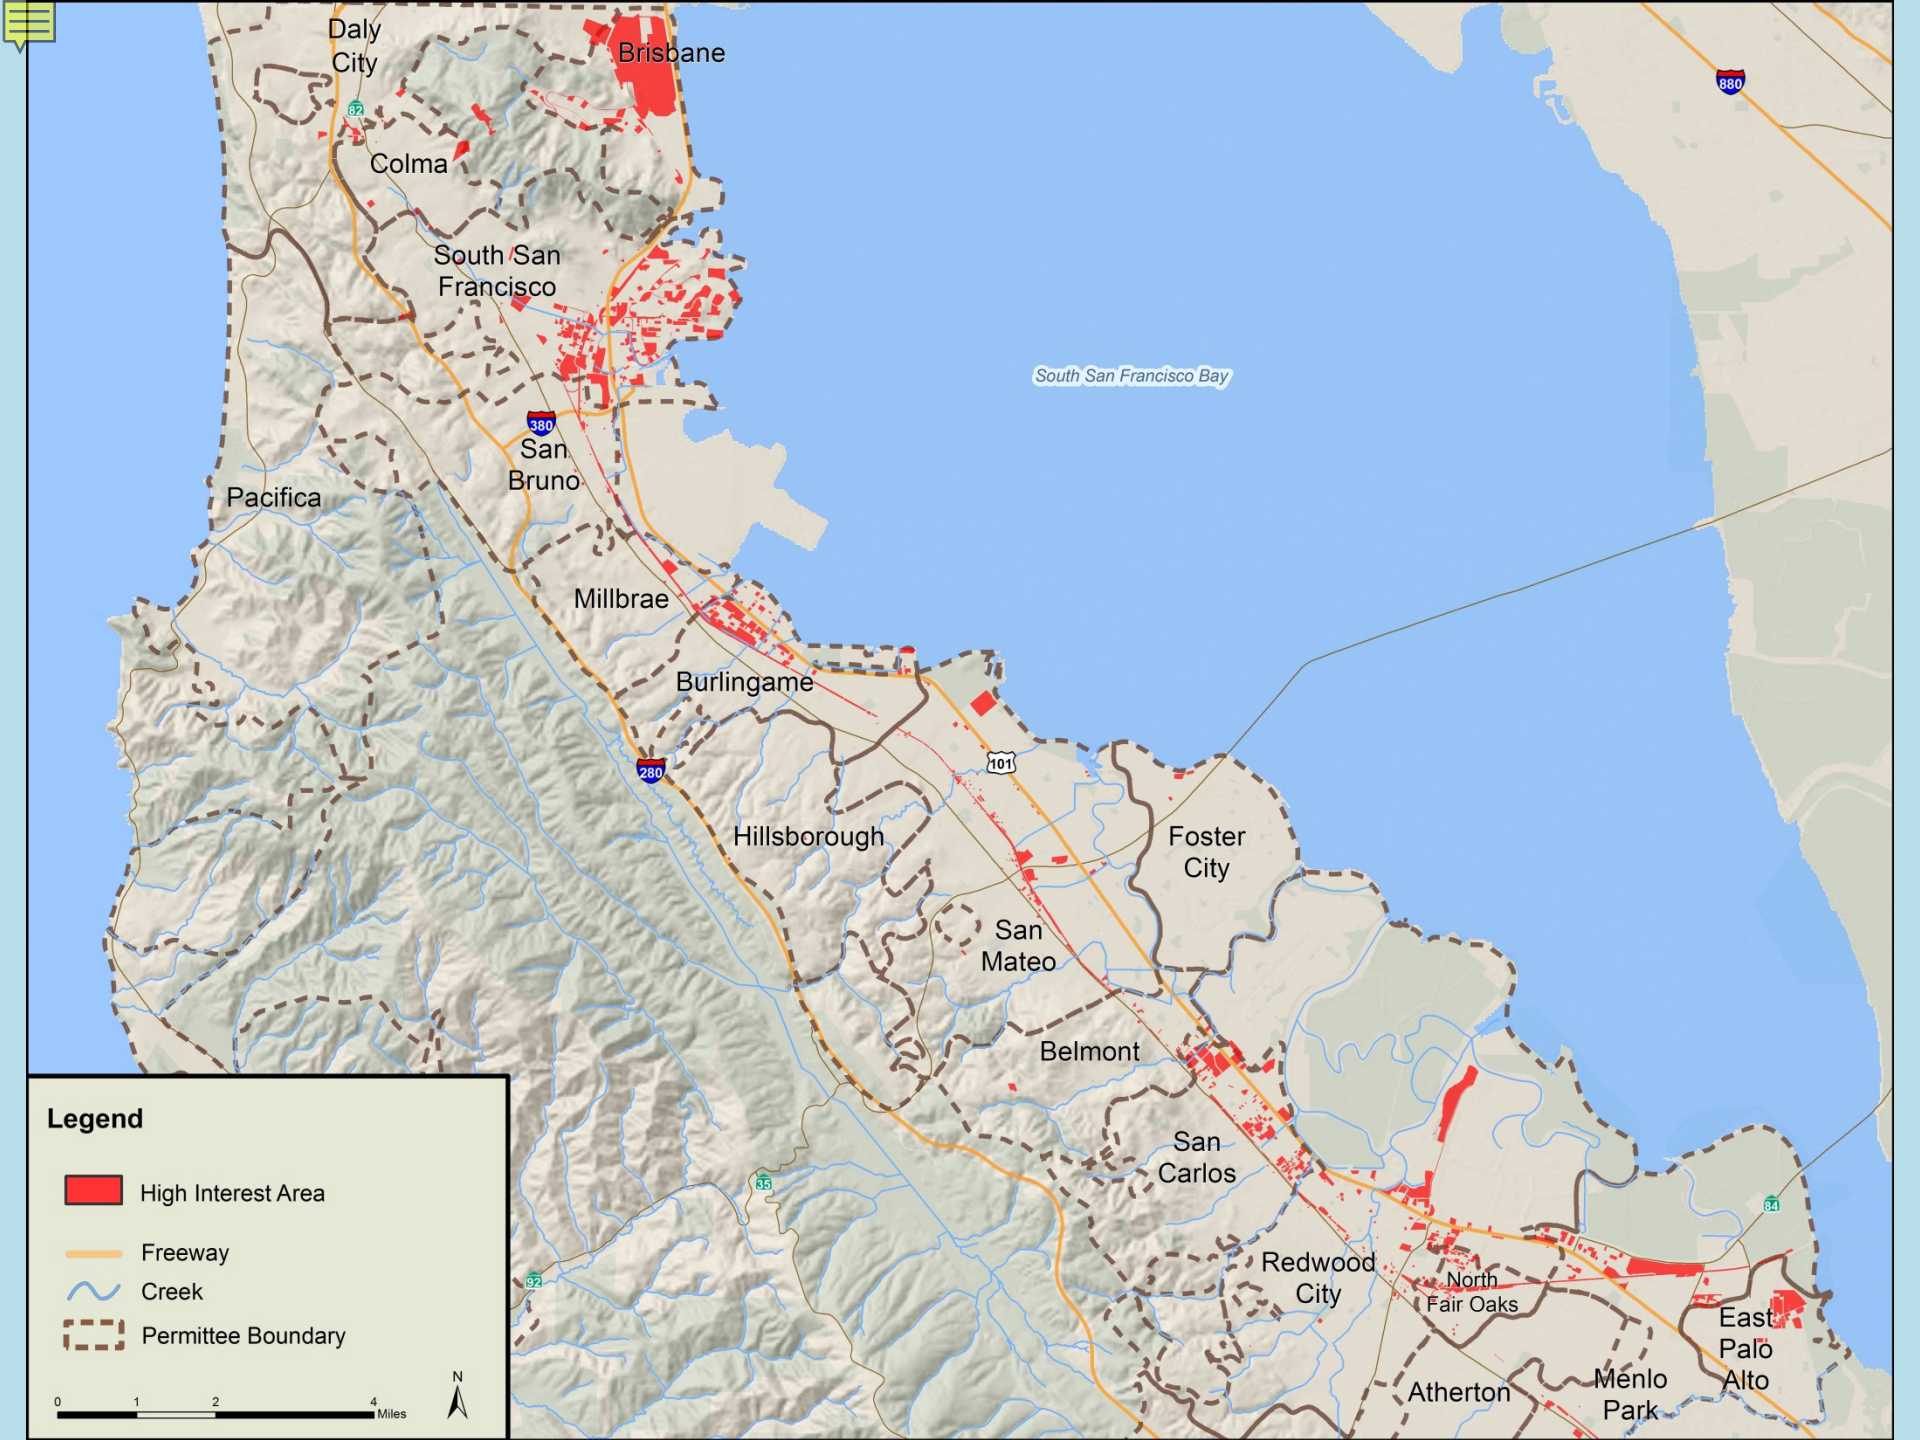 Daly
City
Brisbane
880
82
Colma
South San
Francisco
South San Francisco Bay
380
San
Bruno
Pacifica
Millbrae
Burlingame
101
280
Hillsborough
Foster
City
San
Mateo
Belmont
Legend
San
Carlos
High Interest Area
35
84
Freeway
Redwood
City
92
North
Fair Oaks
Creek
East
Palo
Alto
Permittee Boundary
N
Atherton
Menlo
Park
0 1 2 4
Miles